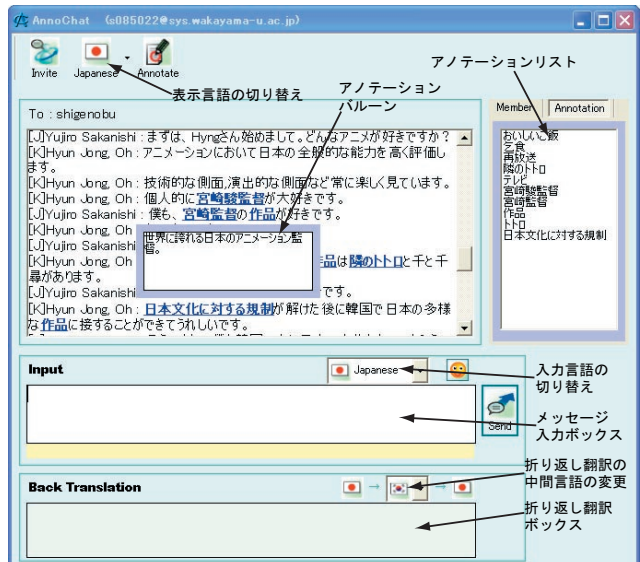 AnnoChat (s085022@sys.wakayama-u.ac.jp)
Invite Japanese Annotate
表示言語の切り替え
アノテーション
バルーン
アノテーションリスト
To : shigenobu
Member Annotation
[J]Yujiro Sakanishi : まずは、Hyngさん始めまして。どんなアニメが好きですか?
[K]Hyun Jong, Oh : アニメーションにおいて日本の全般的な能力を高く評価し
ます。
[K]Hyun Jong, Oh : 技術的な側面,演出的な側面など常に楽しく見ています。
[K]Hyun Jong, Oh : 個人的に宮崎駿監督が大好きです。
[J]Yujiro Sakanishi : 僕も、宮崎監督の作品が好きです。
[K]Hyun Jong, Oh
[J]Yujiro Sakanishi
[K]Hyun Jong, Oh 品は隣のトトロと千と千
尋があります。
[J]Yujiro Sakanishi です。
[K]Hyun Jong, Oh : 日本文化に対する規制が解けた後に韓国で日本の多様
な作品に接することができてうれしいです。
世界に誇れる日本のアニメーション監
督。
おいしいご飯
乞食
再放送
隣のトトロ
テレビ
宮崎駿監督
宮崎監督
作品
トトロ
日本文化に対する規制
Input
Japanese
入力言語の
切り替え
Send
メッセージ
入力ボックス
折り返し翻訳の
中間言語の変更
Back Translation
折り返し翻訳
ボックス